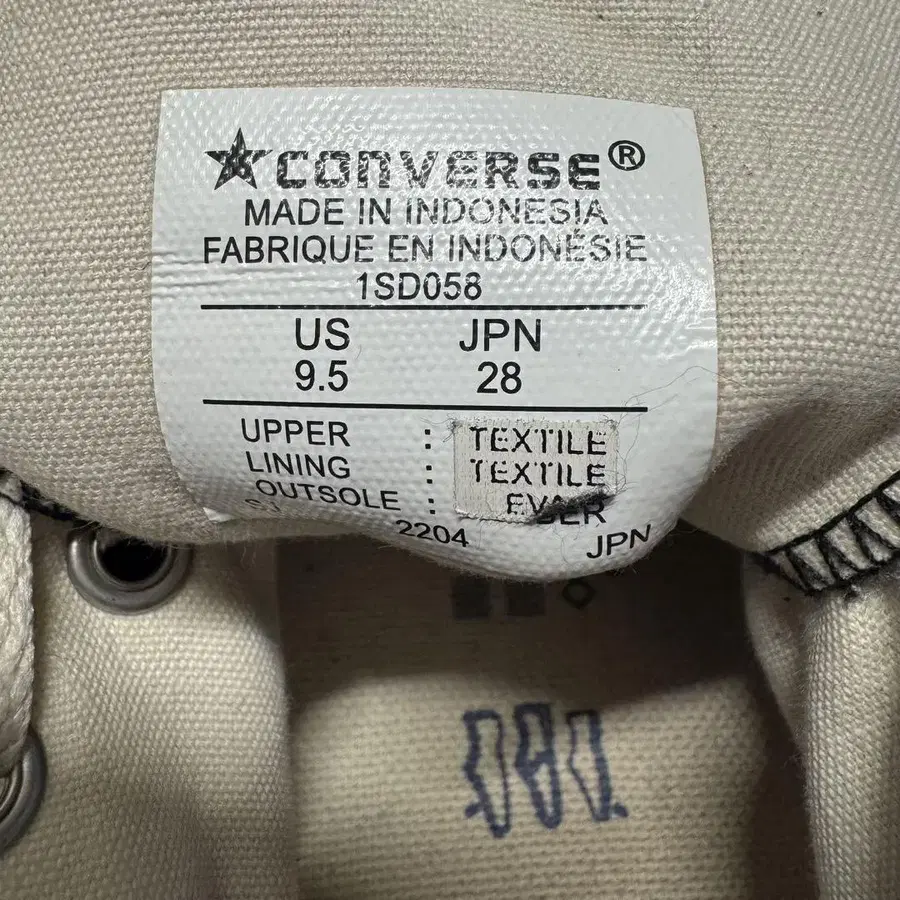 CONVERSE®
MADE IN INDONESIA
FABRIQUE EN INDONÉSIE
1SD058
US JPN
9.5 28
UPPER : TEXTILE
LINING : TEXTILE
OUTSOLE :
2204 JPN